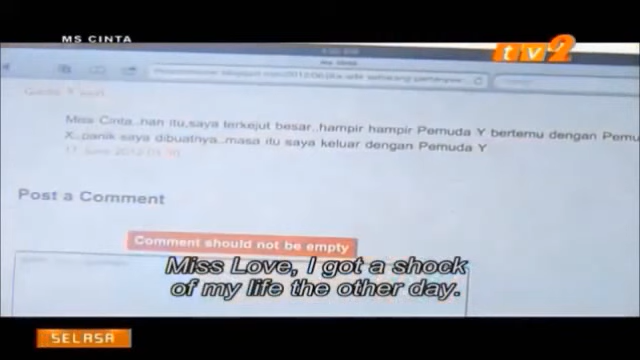 MS CINTA
tv2
Miss Cinta..hari itu,saya terkejut besar..hampir hampir Pemuda Y bertemu dengan Pemu
X..panik saya dibuatnya..masa itu saya keluar dengan Pemuda Y
Post a Comment
Comment should not be empty
Miss Love, I got a shock
of my life the other day.
SELASA